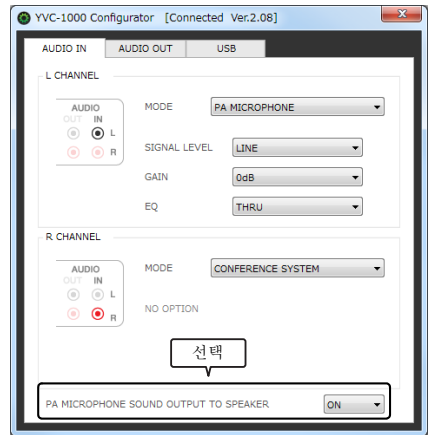 YVC-1000 Configurator [Connected Ver.2.08]
AUDIO IN AUDIO OUT USB
L CHANNEL
AUDIO
OUT IN
L
R
MODE PA MICROPHONE
SIGNAL LEVEL LINE
GAIN 0dB
EQ THRU
R CHANNEL
AUDIO
OUT IN
L
R
MODE CONFERENCE SYSTEM
NO OPTION
선택
PA MICROPHONE SOUND OUTPUT TO SPEAKER ON